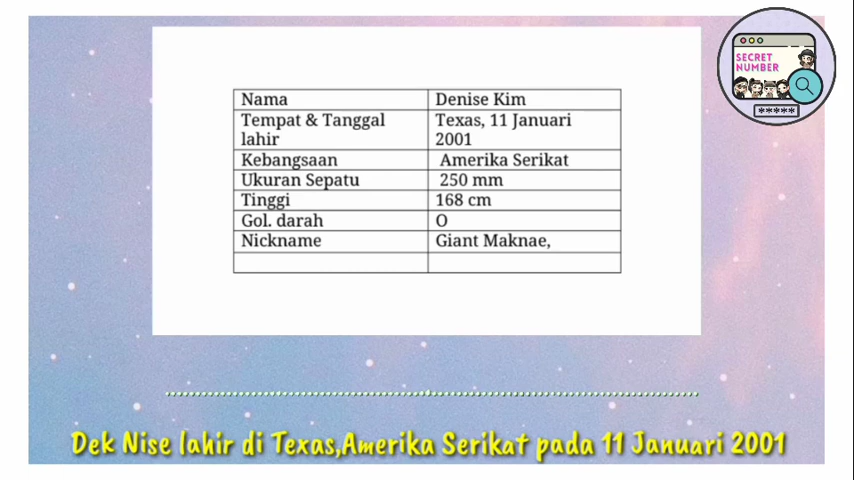 SECRET
NUMBER
*****
Nama Denise Kim
Tempat & Tanggal Texas, 11 Januari
lahir 2001
Kebangsaan Amerika Serikat
Ukuran Sepatu 250 mm
Tinggi 168 cm
Gol. darah O
Nickname Giant Maknae,
Dek Nise lahir di Texas,Amerika Serikat pada 11 Januari 2001